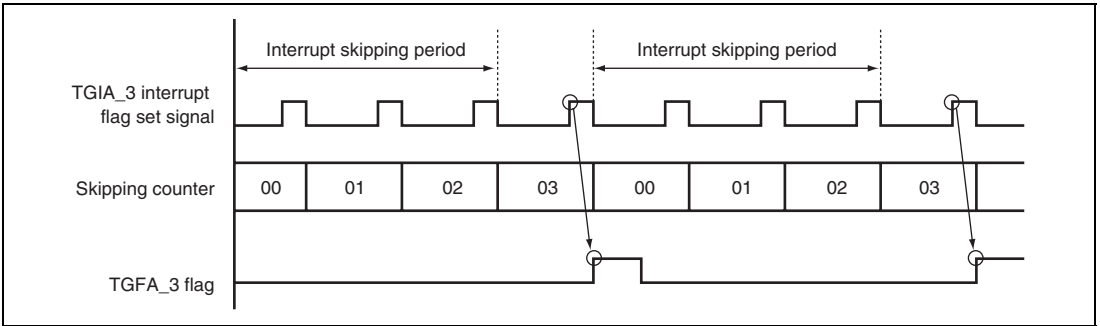 Interrupt skipping period
Interrupt skipping period
TGIA_3 interrupt
flag set signal
Skipping counter
00
01
02
03
00
01
02
03
TGFA_3 flag